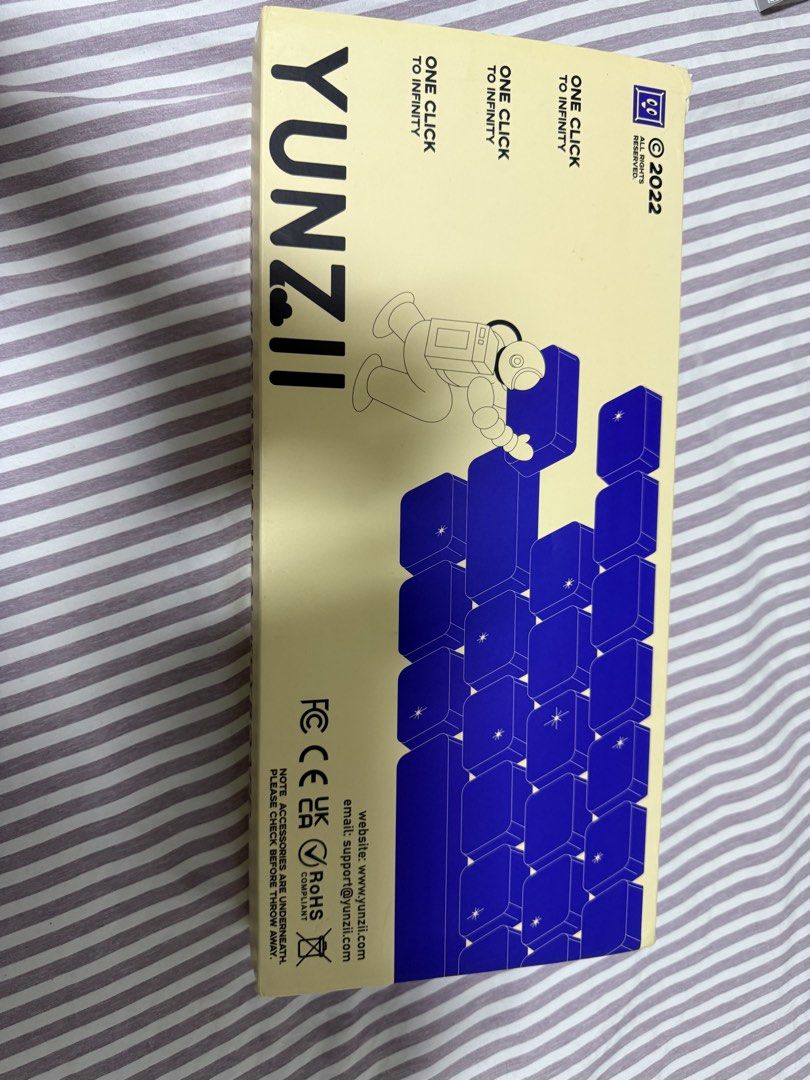 © 2022
ALL RIGHTS
RESERVED.
ONE CLICK
TO INFINITY
ONE CLICK
TO INFINITY
ONE CLICK
TO INFINITY
YUNZII
website: www.yunzii.com
email: support@yunzii.com
FC CE UK
CA RoHS
COMPLIANT
NOTE ACCESSORIES ARE UNDERNEATH.
PLEASE CHECK BEFORE THROW AWAY.